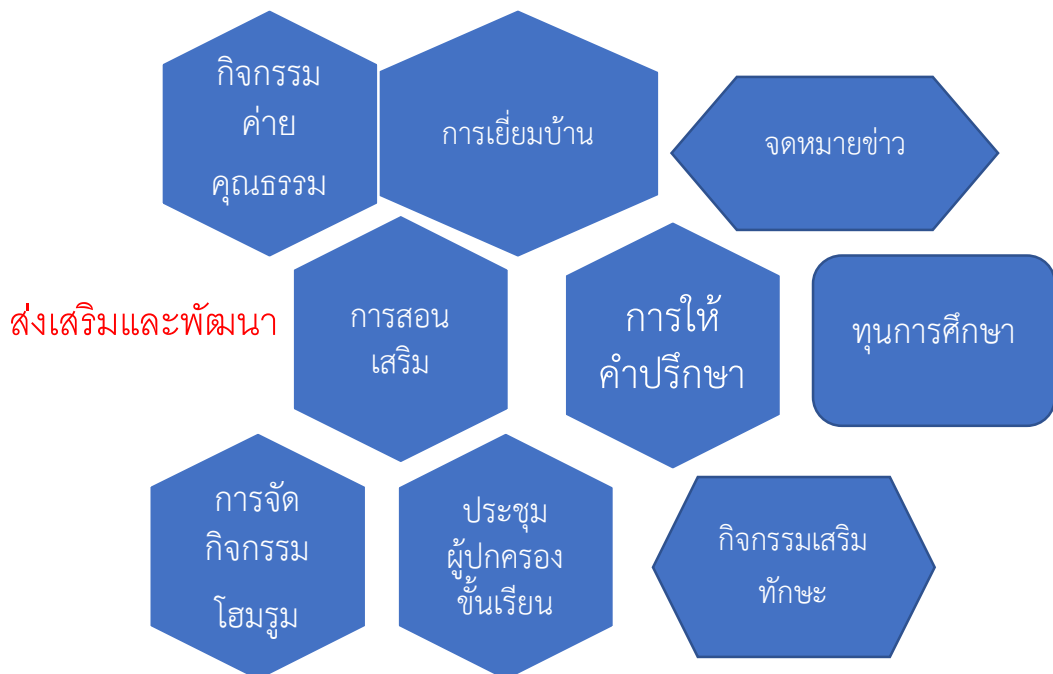 กิจกรรม
ค่าย
คุณธรรม
การเยี่ยมบ้าน
จดหมายข่าว
ส่งเสริมและพัฒนา
การสอน
เสริม
การให้
คำปรึกษา
ทุนการศึกษา
การจัด
กิจกรรม
โฮมรูม
ประชุม
ผู้ปกครอง
ขั้นเรียน
กิจกรรมเสริม
ทักษะ